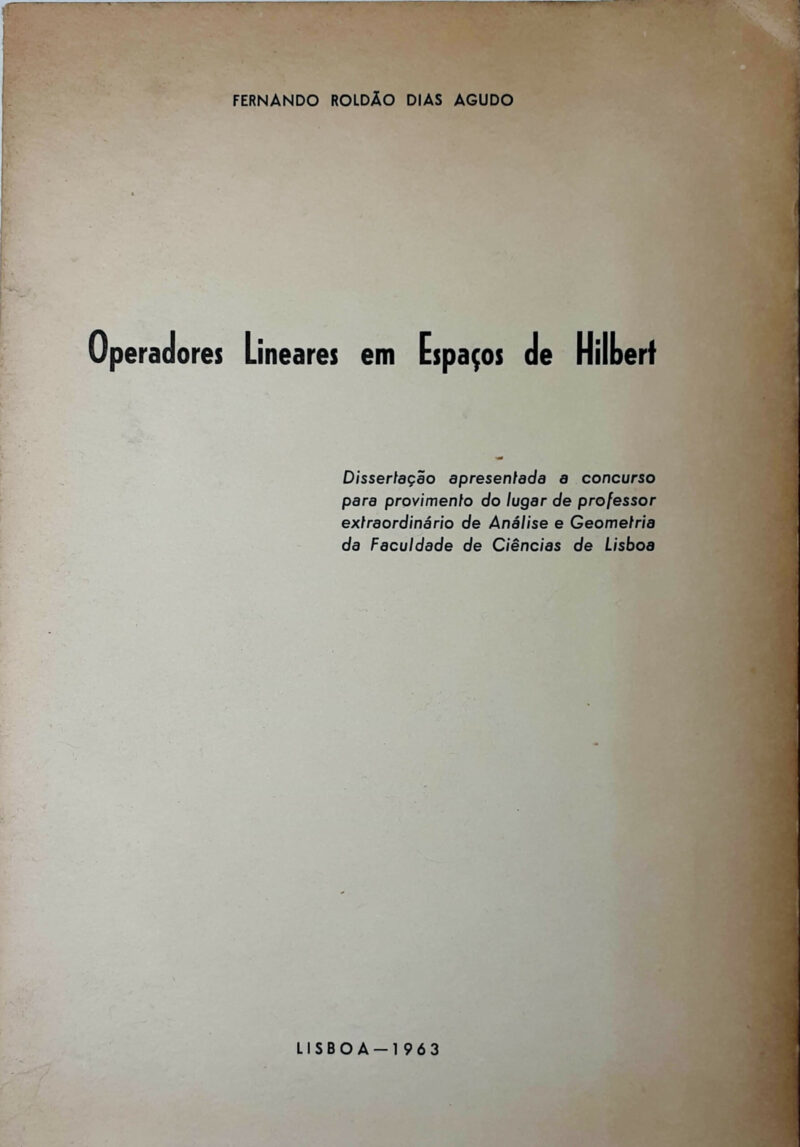 FERNANDO ROLDÃO DIAS AGUDO
Operadores Lineares em Espaços de Hilbert
Dissertação apresentada a concurso
para provimento do lugar de professor
extraordinário de Análise e Geometria
da Faculdade de Ciências de Lisboa
LISBOA—1963